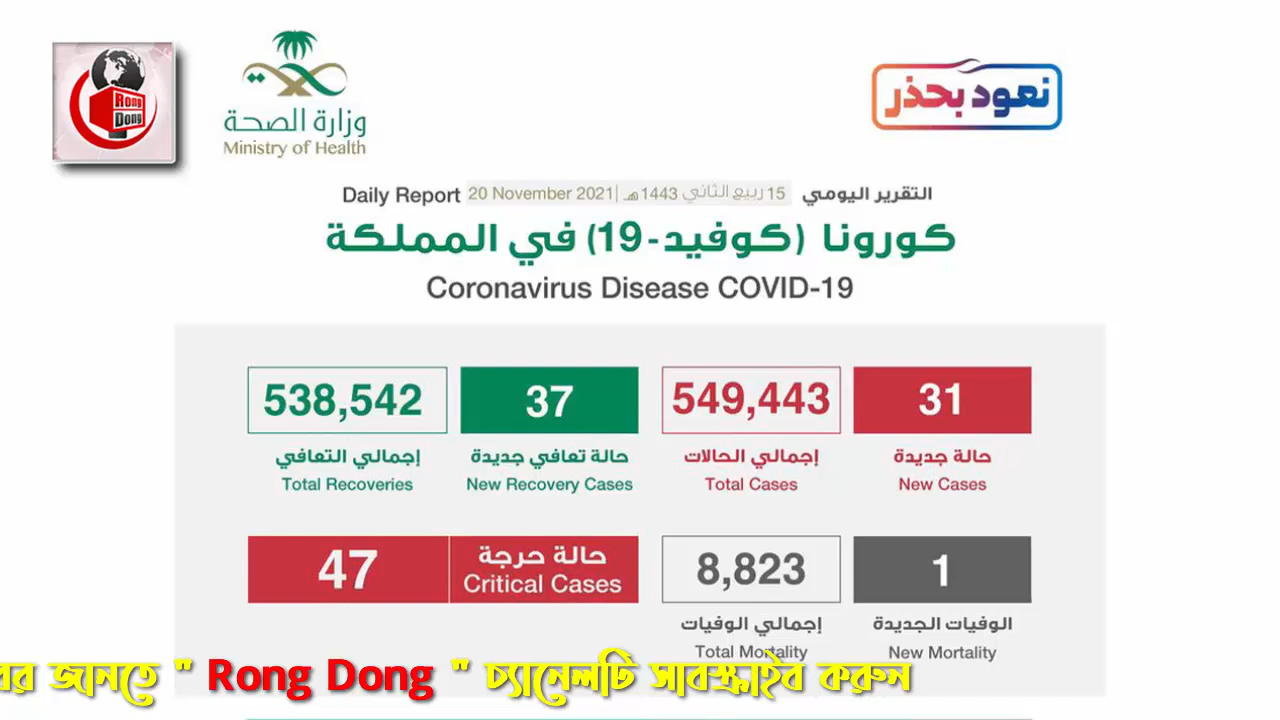 Rong
Dong
وزارة الصحة
Ministry of Health
نعود بحذر
Daily Report 20 November 2021 | 15 ربيع الثاني 1443هـ التقرير اليومي
كورونا (كوفيد-19) في المملكة
Coronavirus Disease COVID-19
538,542 37 549,443 31
إجمالي التعافي حالة تعافي جديدة إجمالي الحالات حالة جديدة
Total Recoveries New Recovery Cases Total Cases New Cases
47 حالة حرجة 8,823 1
Critical Cases
إجمالي الوفيات الوفيات الجديدة
Total Mortality New Mortality
জানতে " Rong Dong " চ্যানেলটি সাবস্ক্রাইব করুন